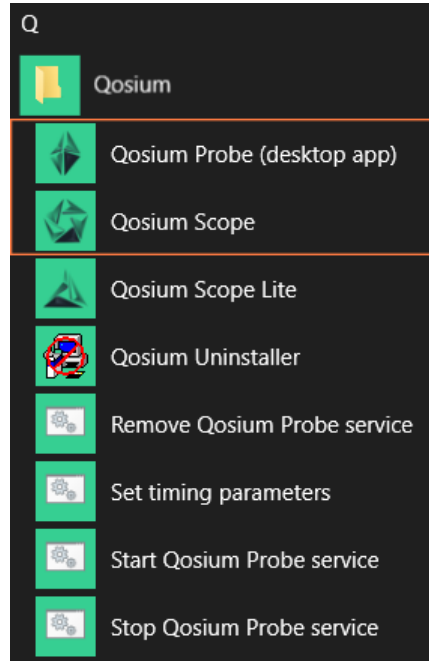 Q
Qosium
Qosium Probe (desktop app)
Qosium Scope
Qosium Scope Lite
Qosium Uninstaller
Remove Qosium Probe service
Set timing parameters
Start Qosium Probe service
Stop Qosium Probe service